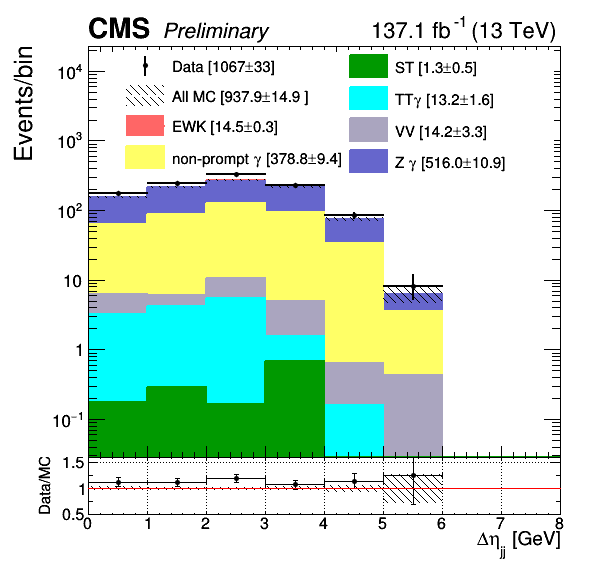 CMS Preliminary 137.1 fb⁻¹ (13 TeV)
Events/bin
Data [1067±33]
All MC [937.9±14.9 ]
EWK [14.5±0.3]
non-prompt γ [378.8±9.4]
ST [1.3±0.5]
TTγ [13.2±1.6]
VV [14.2±3.3]
Z γ [516.0±10.9]
10⁴
10³
10²
10
1
10⁻¹
Data/MC
1.5
1
0.5
0 1 2 3 4 5 6 7 8
Δηjj [GeV]